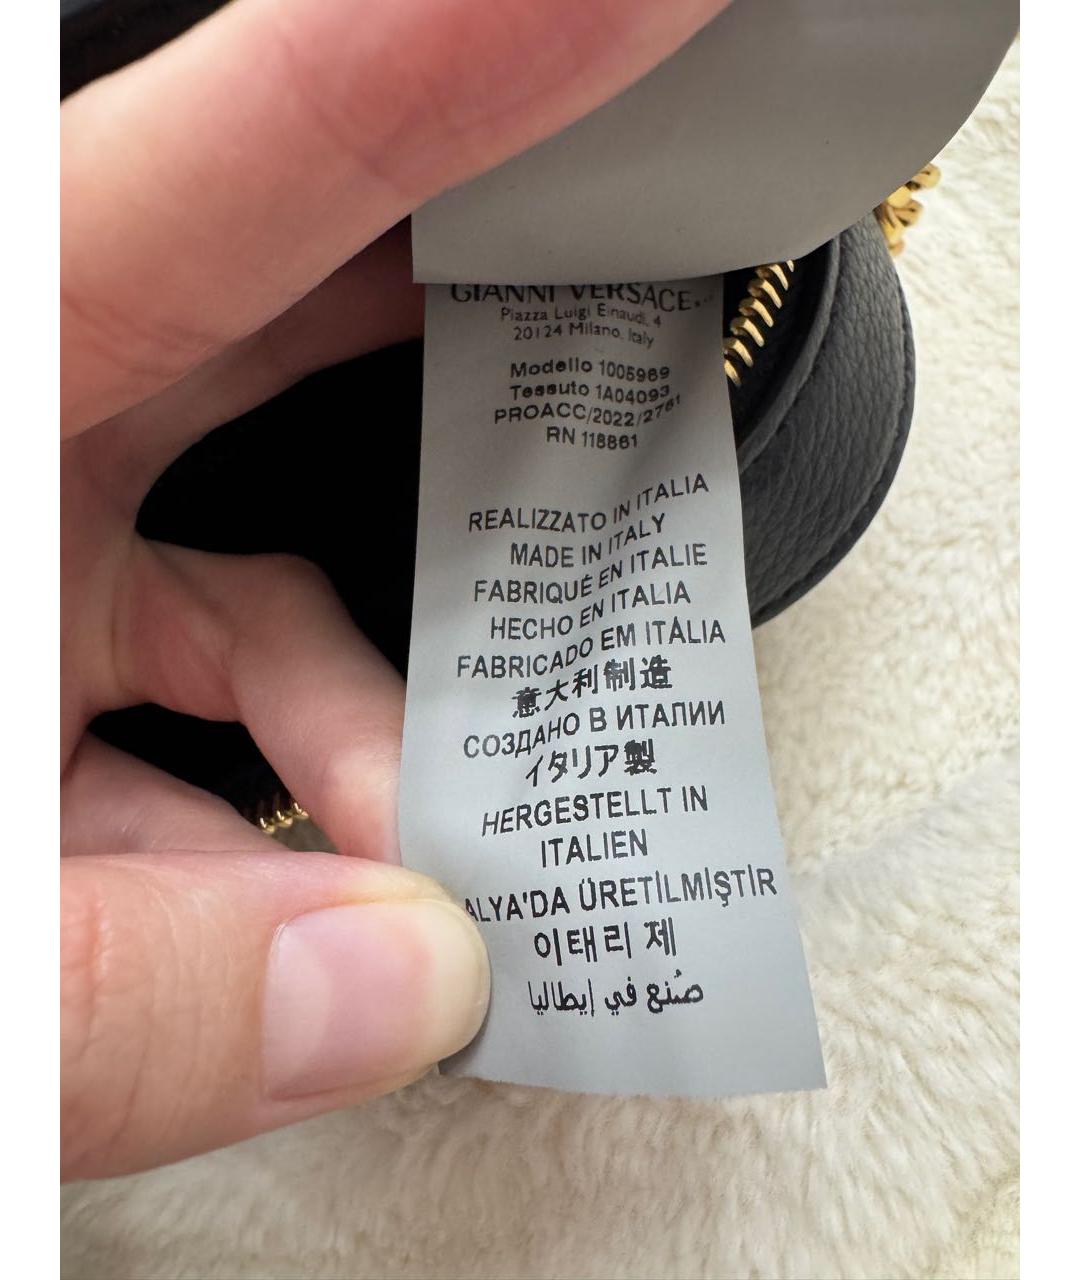 GIANNI VERSACE
Piazza Luigi Einaudi, 4
20124 Milano, Italy
Modello 1005969
Tessuto 1A04093
PROACC/2022/2761
RN 118861
REALIZZATO IN ITALIA
MADE IN ITALY
FABRIQUÉ EN ITALIE
HECHO EN ITALIA
FABRICADO EM ITÁLIA
意大利制造
СОЗДАНО В ИТАЛИИ
イタリア製
HERGESTELLT IN
ITALIEN
ALYA'DA ÜRETİLMİŞTİR
이태리 제
صُنع في إيطاليا